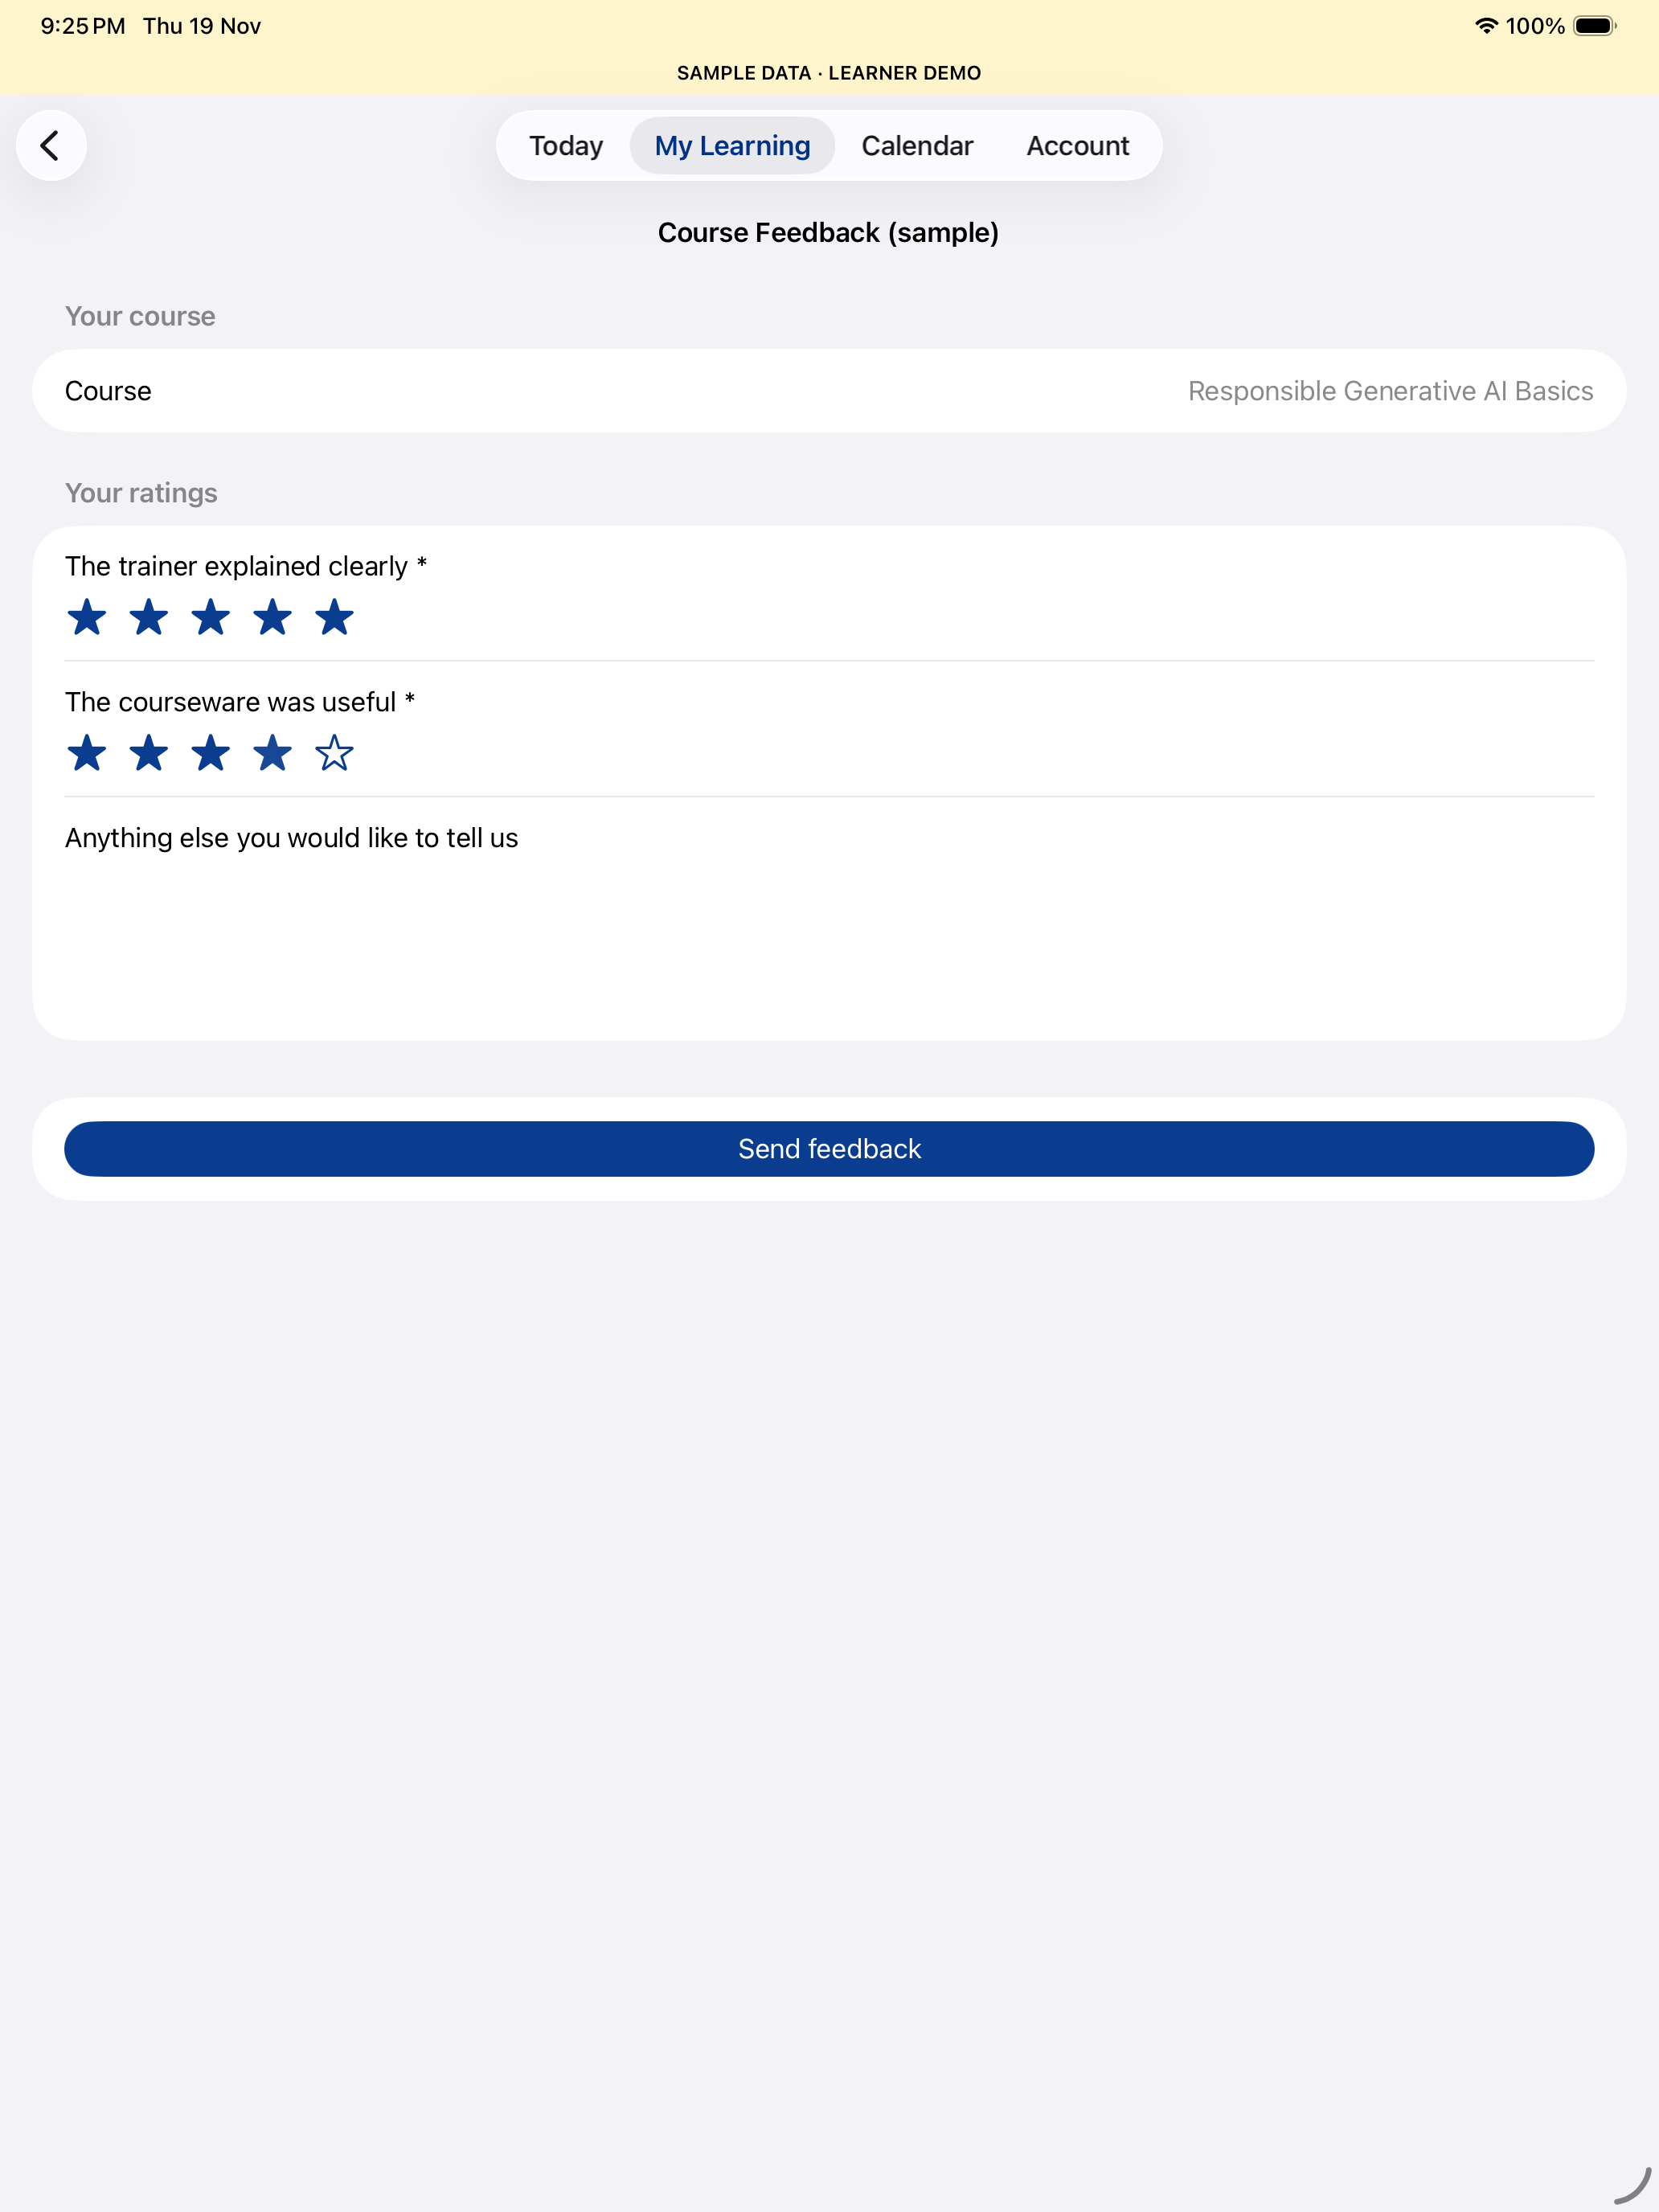 9:25 PM Thu 19 Nov
100%
SAMPLE DATA · LEARNER DEMO
Today
My Learning
Calendar
Account
Course Feedback (sample)
Your course
Course
Responsible Generative AI Basics
Your ratings
The trainer explained clearly *
The courseware was useful *
Anything else you would like to tell us
Send feedback